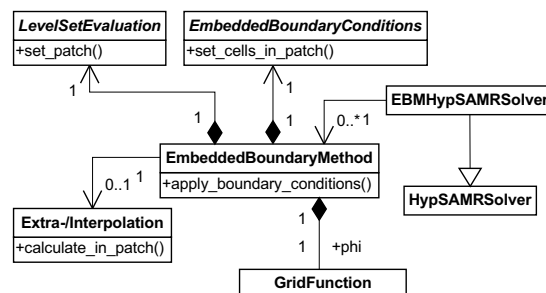 LevelSetEvaluation
+set_patch()
EmbeddedBoundaryConditions
+set_cells_in_patch()
1
1
EBMHypSAMRSolver
1
1
0..* 1
EmbeddedBoundaryMethod
+apply_boundary_conditions()
0..1 1
HypSAMRSolver
Extra-/Interpolation
+calculate_in_patch()
1
1 +phi
GridFunction